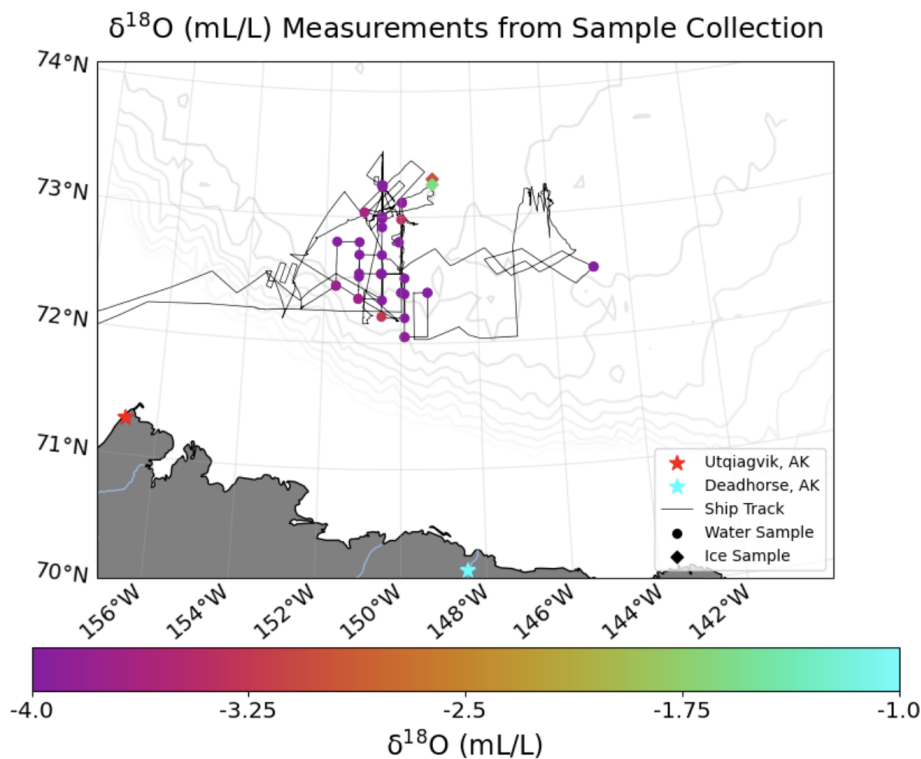 δ¹⁸O (mL/L) Measurements from Sample Collection
74°N
73°N
72°N
71°N
70°N
Utqiagvik, AK
Deadhorse, AK
Ship Track
Water Sample
Ice Sample
156°W
154°W
152°W
150°W
148°W
146°W
144°W
142°W
-4.0
-3.25
-2.5
-1.75
-1.0
δ¹⁸O (mL/L)